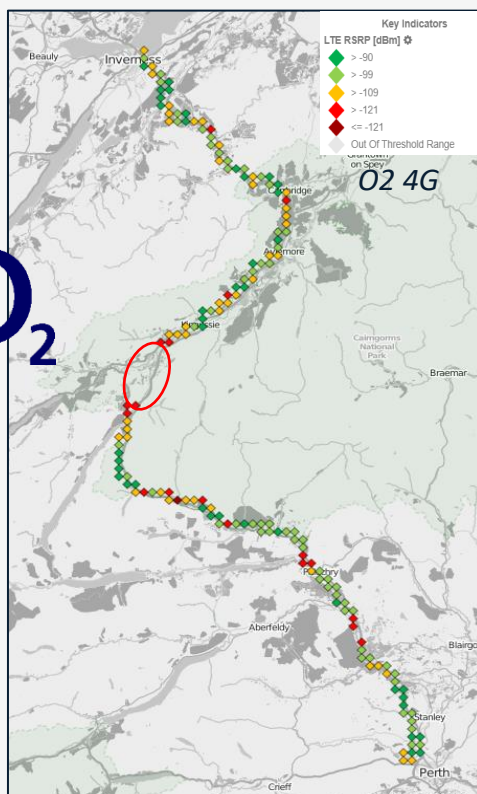 Key Indicators
LTE RSRP [dBm]
> -90
> -99
> -109
> -121
<= -121
Out Of Threshold Range
O2 4G
O2
Beauly
Inverness
on Spey
Cairngorms
National
Park
Braemar
Aberfeldy
Blairgo
Stanley
Perth
Crieff